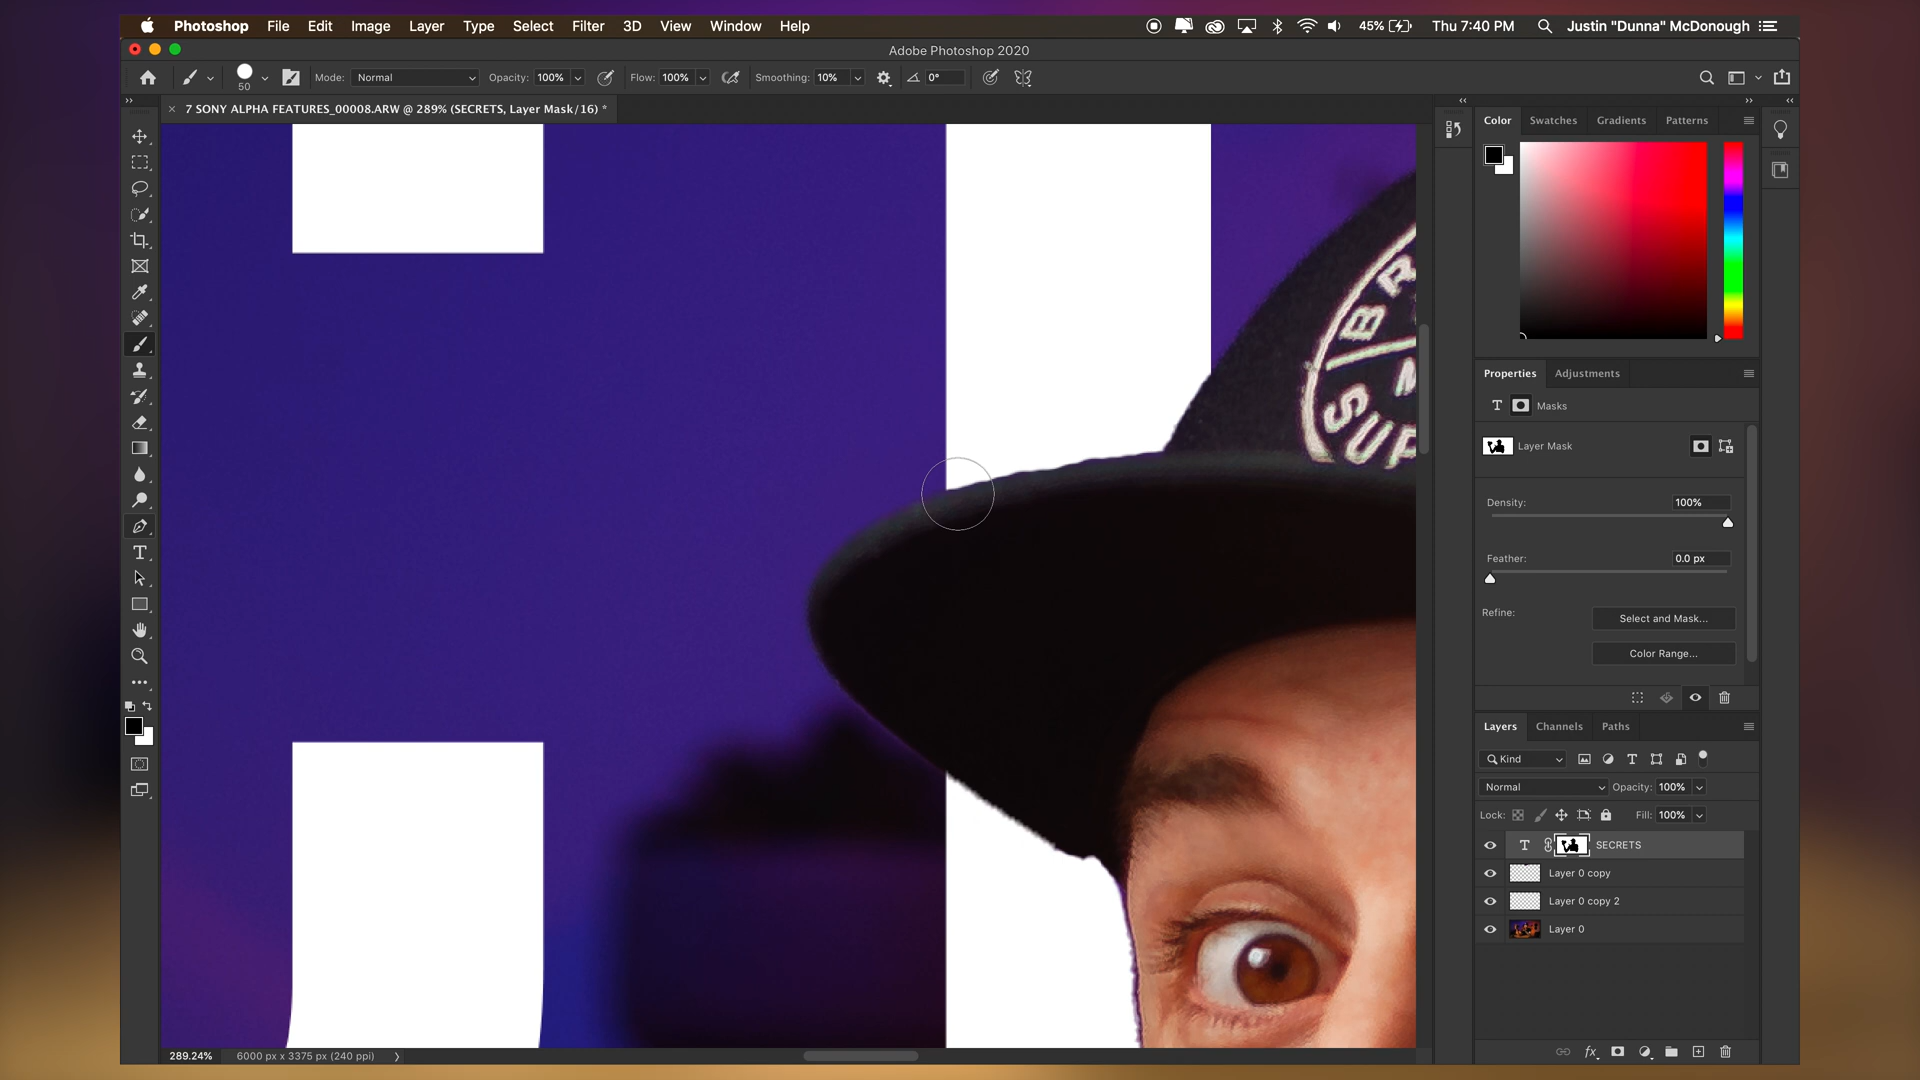 Photoshop File Edit Image Layer Type Select Filter 3D View Window Help 45% Thu 7:40 PM Justin "Dunna" McDonough
Adobe Photoshop 2020
50 Mode: Normal Opacity: 100% Flow: 100% Smoothing: 10% 0°
× 7 SONY ALPHA FEATURES_00008.ARW @ 289% (SECRETS, Layer Mask/16) *
Color Swatches Gradients Patterns
Properties Adjustments
T Masks
Layer Mask
Density: 100%
Feather: 0.0 px
Refine: Select and Mask...
Color Range...
Layers Channels Paths
Kind
Normal Opacity: 100%
Lock: Fill: 100%
T SECRETS
Layer 0 copy
Layer 0 copy 2
Layer 0
289.24% 6000 px x 3375 px (240 ppi)